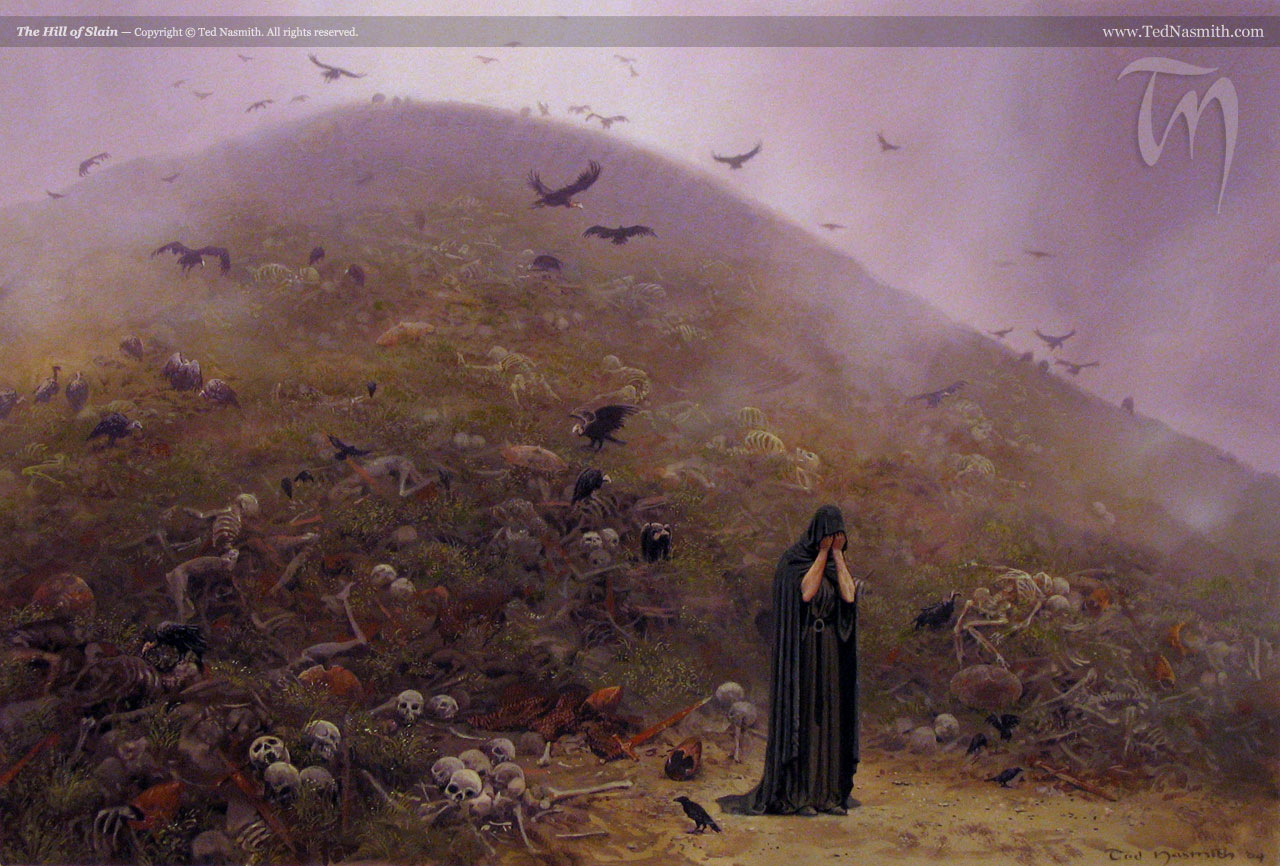 The Hill of Slain — Copyright © Ted Nasmith. All rights reserved.
www.TedNasmith.com
TN
Ted Nasmith